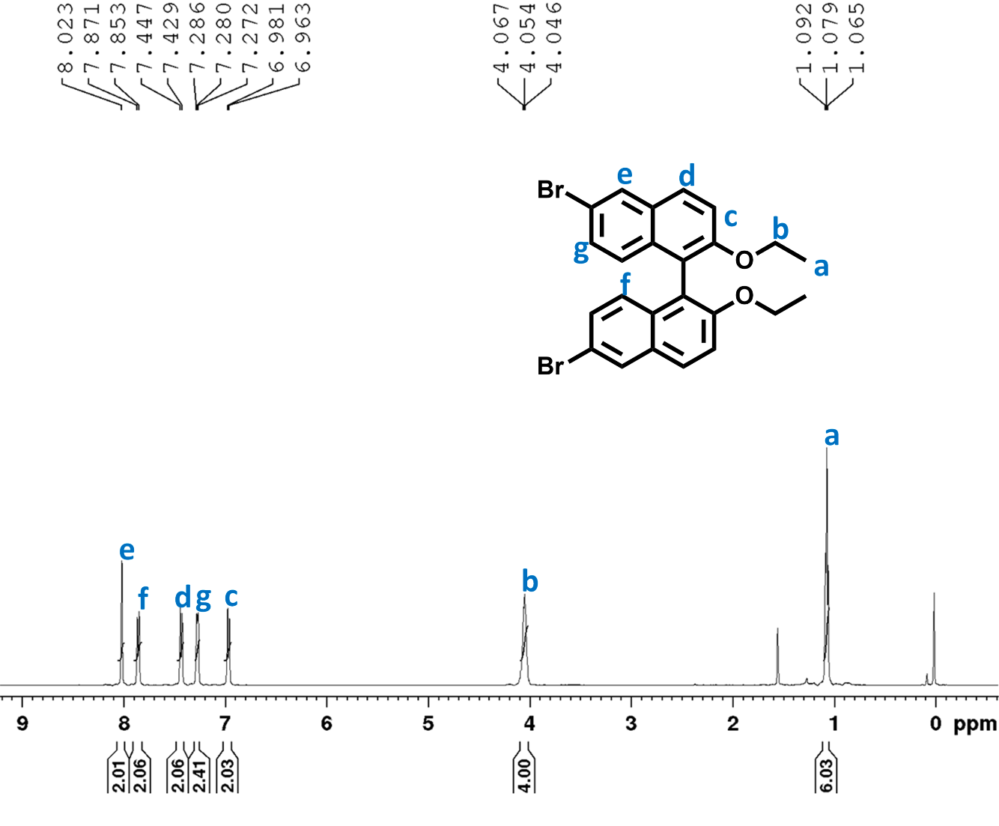 8.023
7.871
7.853
7.447
7.429
7.286
7.280
7.272
6.981
6.963
4.067
4.054
4.046
1.092
1.079
1.065
e d
Br
c
b
g
O
a
f
O
Br
a
e
b
f d g c
9 8 7 6 5 4 3 2 1 0 ppm
2.01
2.06
2.06
2.41
2.03
4.00
6.03